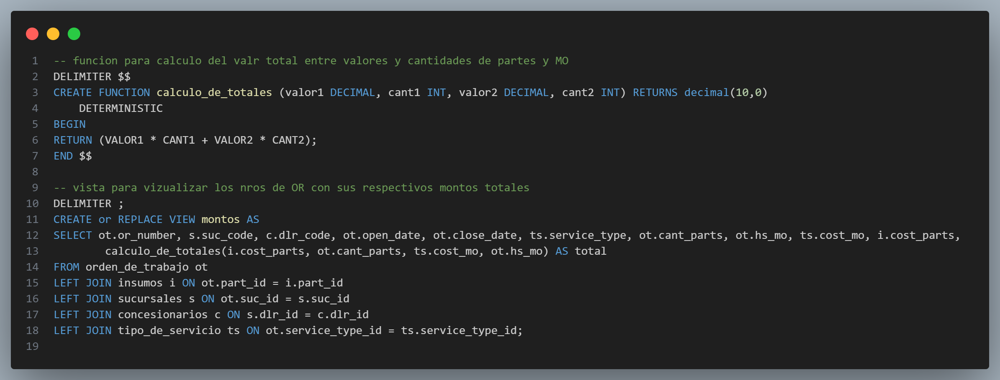 1 -- funcion para calculo del valr total entre valores y cantidades de partes y MO
2 DELIMITER $$
3 CREATE FUNCTION calculo_de_totales (valor1 DECIMAL, cant1 INT, valor2 DECIMAL, cant2 INT) RETURNS decimal(10,0)
4     DETERMINISTIC
5 BEGIN
6 RETURN (VALOR1 * CANT1 + VALOR2 * CANT2);
7 END $$
8
9 -- vista para vizualizar los nros de OR con sus respectivos montos totales
10 DELIMITER ;
11 CREATE or REPLACE VIEW montos AS
12 SELECT ot.or_number, s.suc_code, c.dlr_code, ot.open_date, ot.close_date, ts.service_type, ot.cant_parts, ot.hs_mo, ts.cost_mo, i.cost_parts,
13         calculo_de_totales(i.cost_parts, ot.cant_parts, ts.cost_mo, ot.hs_mo) AS total
14 FROM orden_de_trabajo ot
15 LEFT JOIN insumos i ON ot.part_id = i.part_id
16 LEFT JOIN sucursales s ON ot.suc_id = s.suc_id
17 LEFT JOIN concesionarios c ON s.dlr_id = c.dlr_id
18 LEFT JOIN tipo_de_servicio ts ON ot.service_type_id = ts.service_type_id;
19